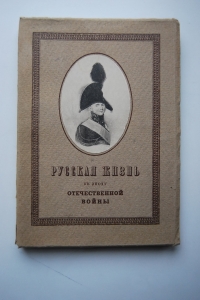 РУССКАЯ ЖИЗНЬ
ВЪ ЭПОХУ
ОТЕЧЕСТВЕННОЙ
ВОЙНЫ